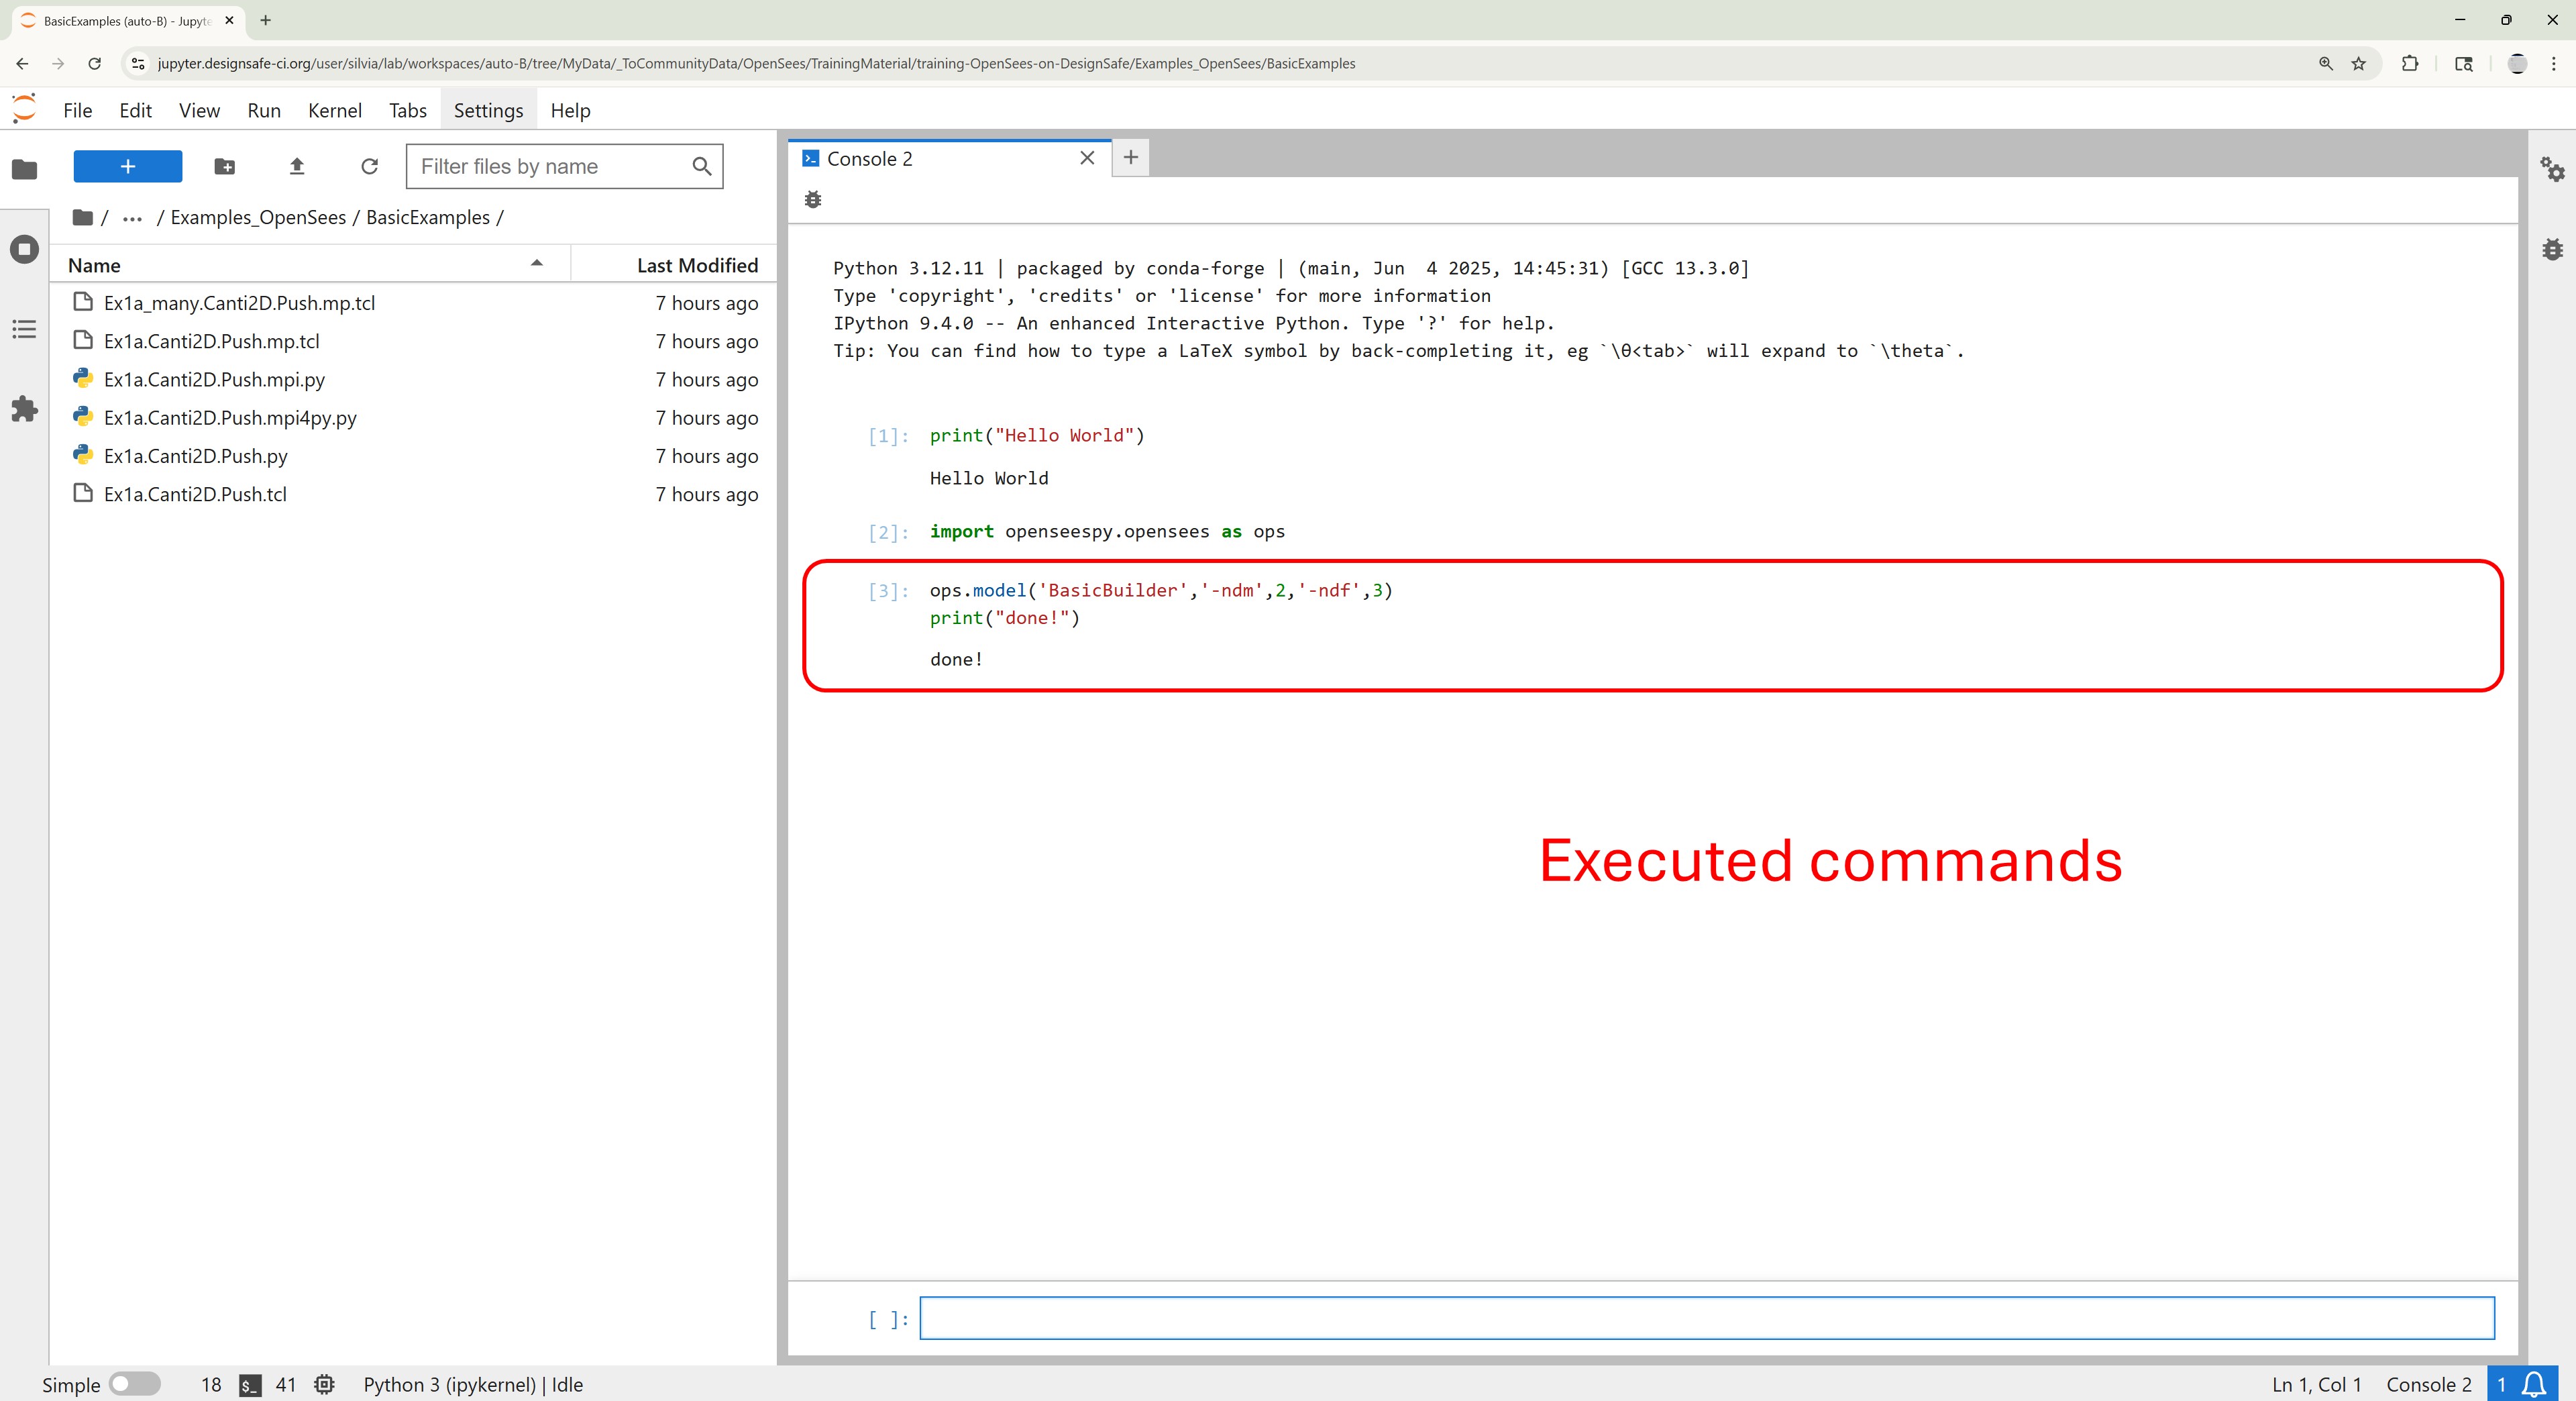 BasicExamples (auto-B) - Jupyte
jupyter.designsafe-ci.org/user/silvia/lab/workspaces/auto-B/tree/MyData/_ToCommunityData/OpenSees/TrainingMaterial/training-OpenSees-on-DesignSafe/Examples_OpenSees/BasicExamples
File Edit View Run Kernel Tabs Settings Help
Filter files by name
/ ... / Examples_OpenSees / BasicExamples /
Name Last Modified
Ex1a_many.Canti2D.Push.mp.tcl 7 hours ago
Ex1a.Canti2D.Push.mp.tcl 7 hours ago
Ex1a.Canti2D.Push.mpi.py 7 hours ago
Ex1a.Canti2D.Push.mpi4py.py 7 hours ago
Ex1a.Canti2D.Push.py 7 hours ago
Ex1a.Canti2D.Push.tcl 7 hours ago
Console 2
Python 3.12.11 | packaged by conda-forge | (main, Jun  4 2025, 14:45:31) [GCC 13.3.0]
Type 'copyright', 'credits' or 'license' for more information
IPython 9.4.0 -- An enhanced Interactive Python. Type '?' for help.
Tip: You can find how to type a LaTeX symbol by back-completing it, eg `\θ<tab>` will expand to `\theta`.
[1]: print("Hello World")
Hello World
[2]: import openseespy.opensees as ops
[3]: ops.model('BasicBuilder','-ndm',2,'-ndf',3)
print("done!")
done!
Executed commands
[ ]:
Simple 18 $_ 41 Python 3 (ipykernel) | Idle Ln 1, Col 1 Console 2 1